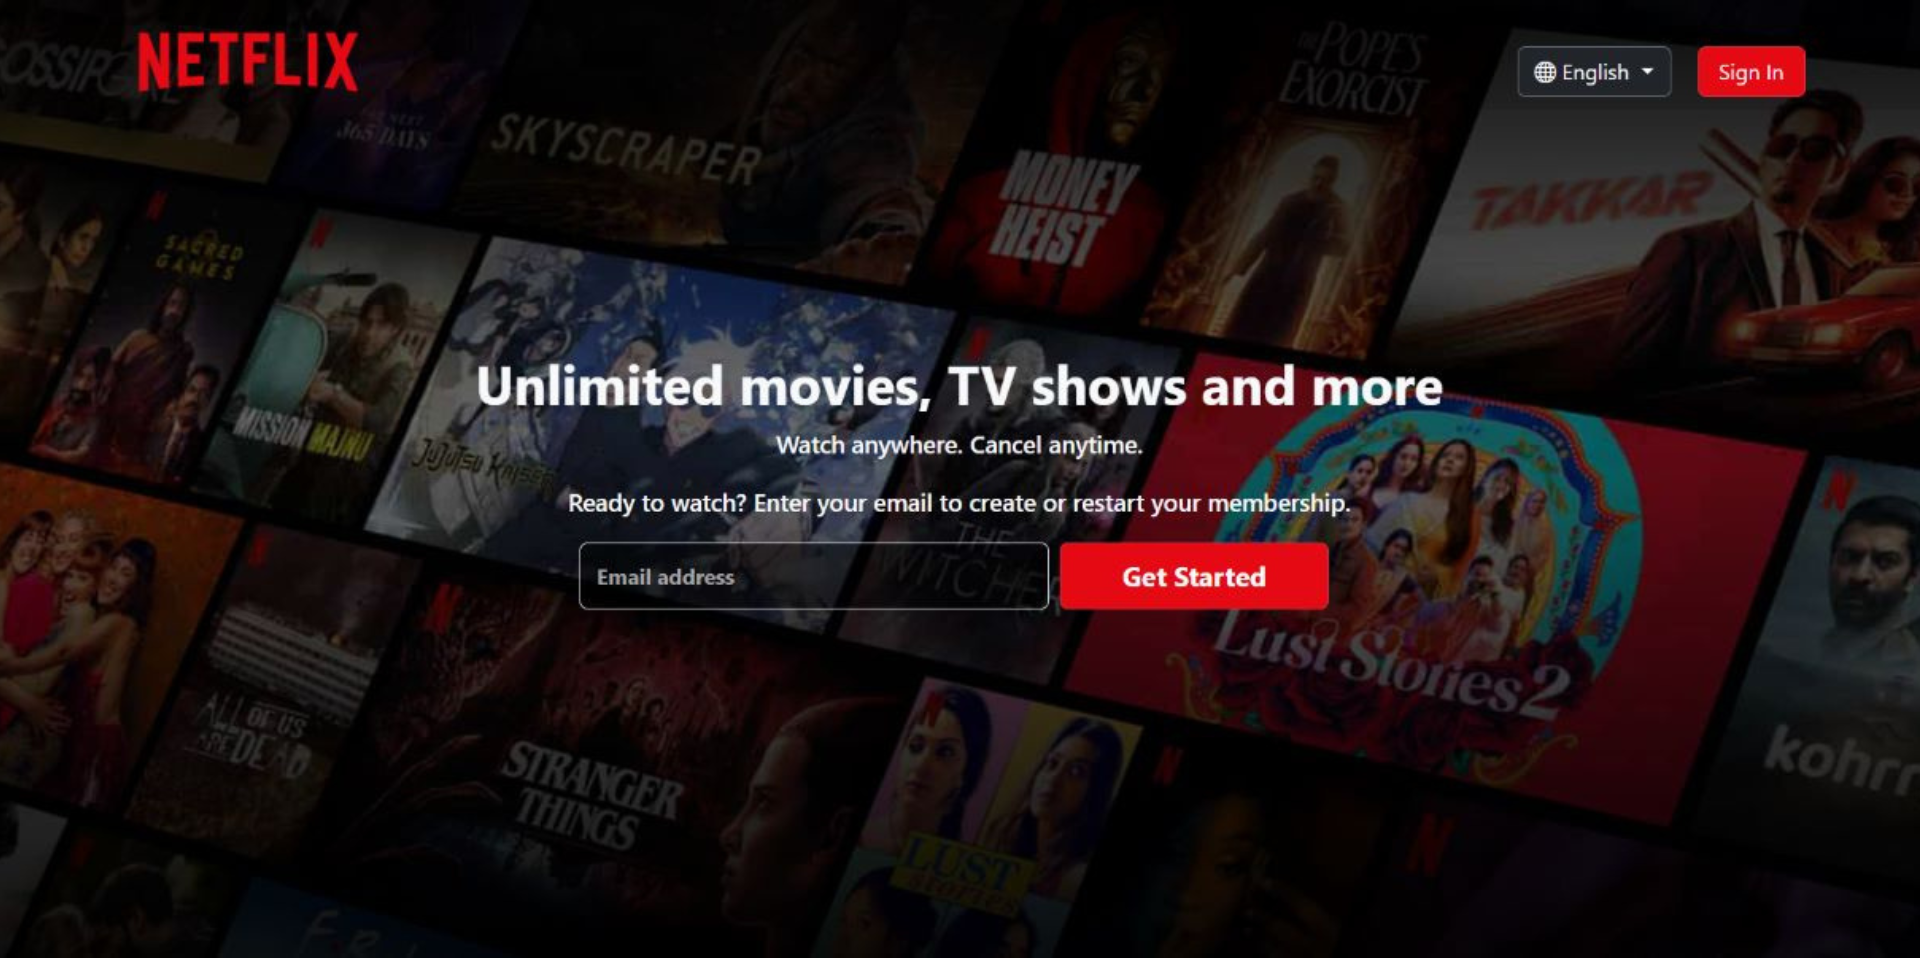 NETFLIX
English
Sign In
THE
POPE'S
EXORCIST
365 DAYS
SKYSCRAPER
MONEY
HEIST
TAKKAR
SACRED
GAMES
MISSION MAJNU
Unlimited movies, TV shows and more
Watch anywhere. Cancel anytime.
Ready to watch? Enter your email to create or restart your membership.
Email address
Get Started
THE
WITCHER
Lust Stories 2
ALL OF US
ARE DEAD
STRANGER
THINGS
kohrr
LUST
stories